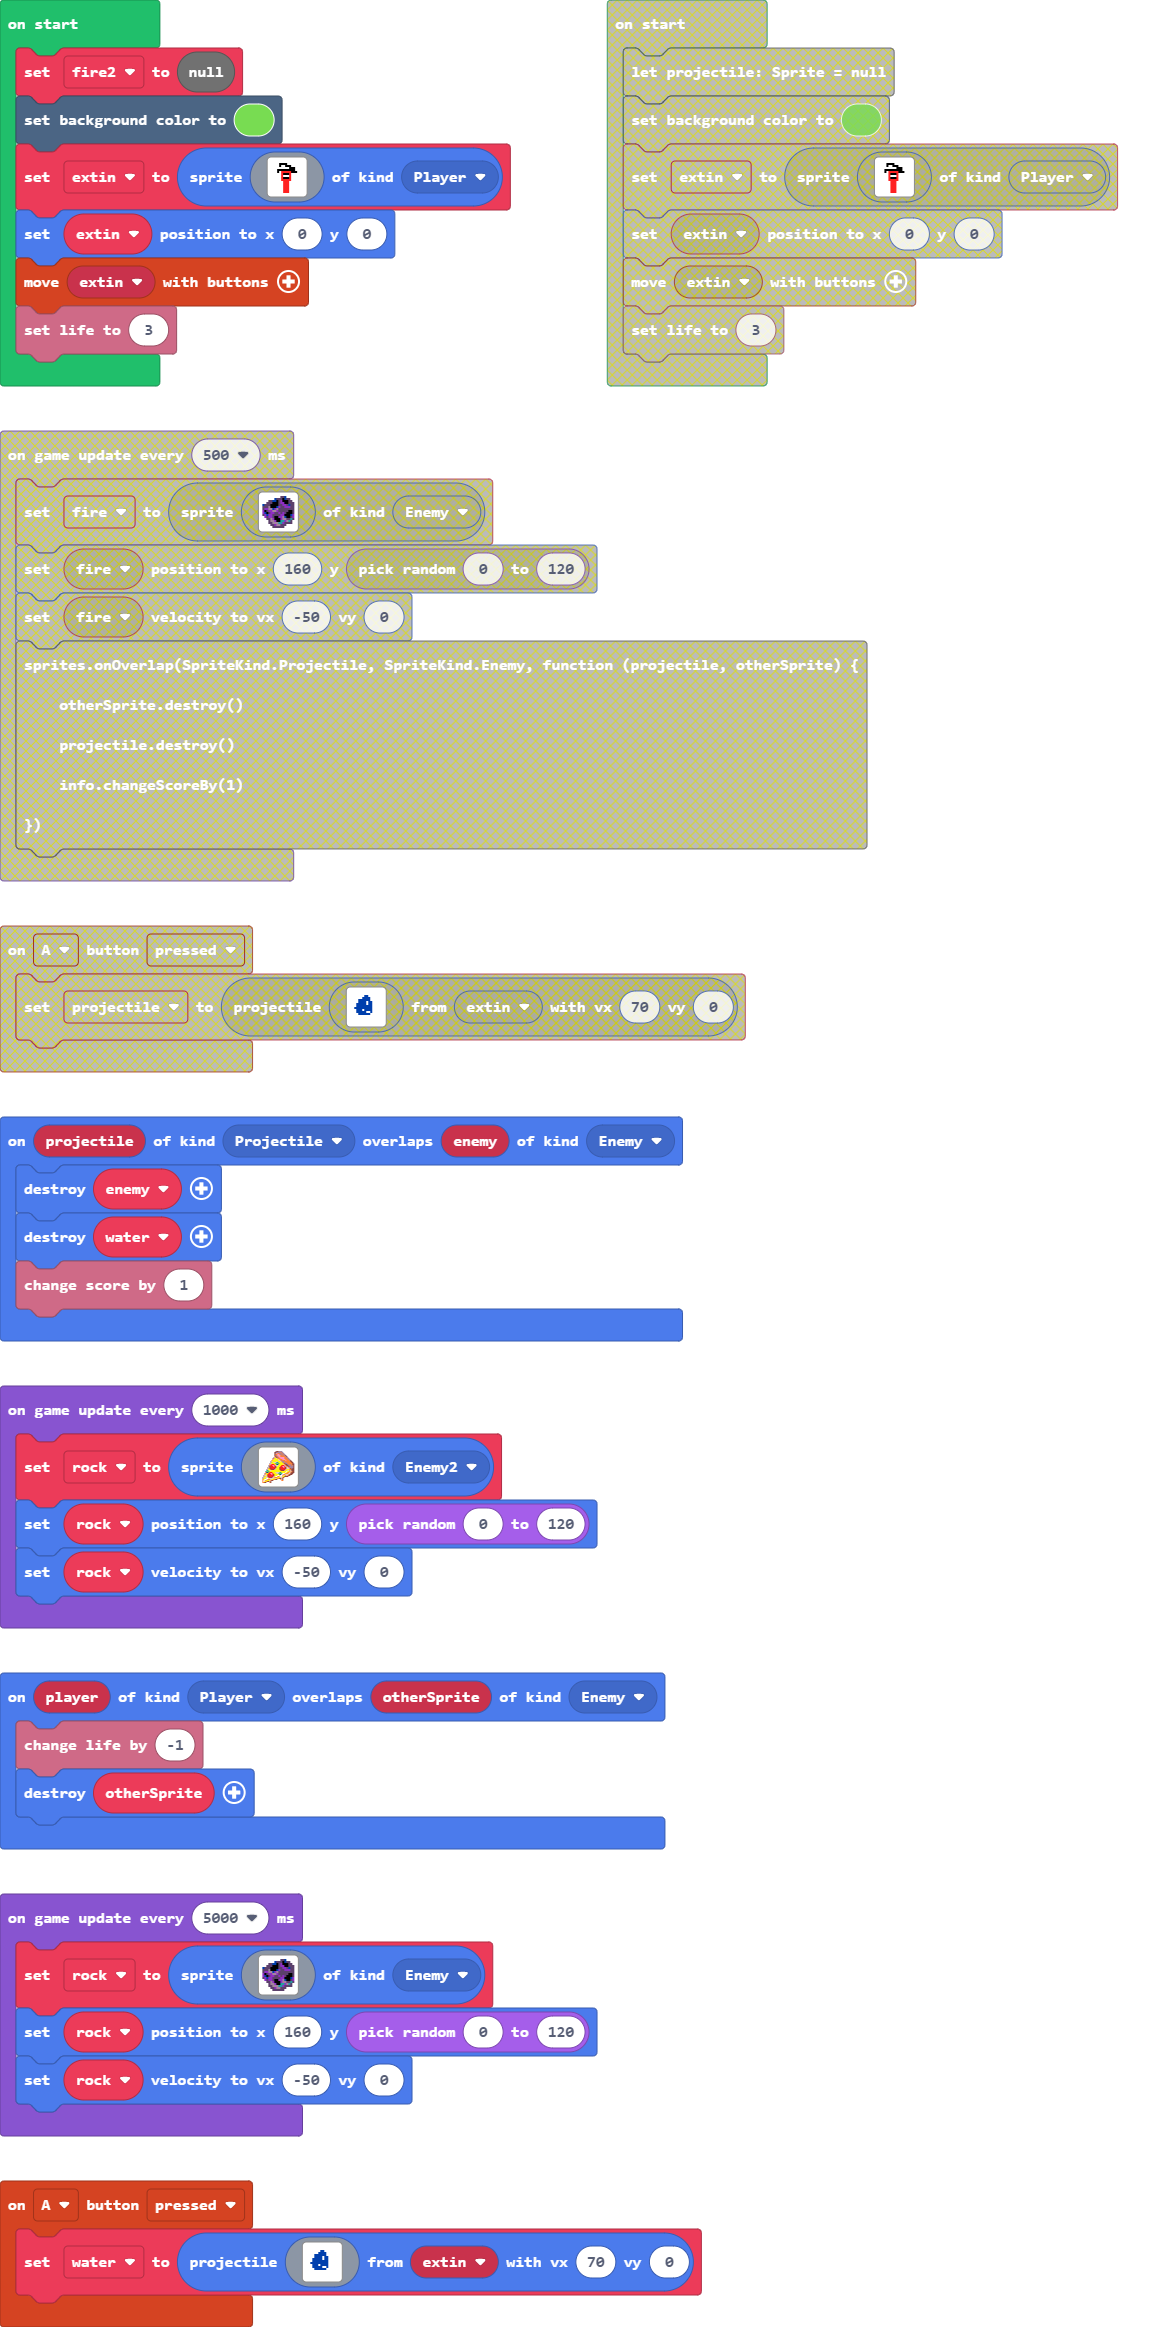 on start
set fire2 to null
set background color to
set extin to sprite of kind Player
set extin position to x 0 y 0
move extin with buttons
set life to 3
on start
let projectile: Sprite = null
set background color to
set extin to sprite of kind Player
set extin position to x 0 y 0
move extin with buttons
set life to 3
on game update every 500 ms
set fire to sprite of kind Enemy
set fire position to x 160 y pick random 0 to 120
set fire velocity to vx -50 vy 0
sprites.onOverlap(SpriteKind.Projectile, SpriteKind.Enemy, function (projectile, otherSprite) {
otherSprite.destroy()
projectile.destroy()
info.changeScoreBy(1)
})
on A button pressed
set projectile to projectile from extin with vx 70 vy 0
on projectile of kind Projectile overlaps enemy of kind Enemy
destroy enemy
destroy water
change score by 1
on game update every 1000 ms
set rock to sprite of kind Enemy2
set rock position to x 160 y pick random 0 to 120
set rock velocity to vx -50 vy 0
on player of kind Player overlaps otherSprite of kind Enemy
change life by -1
destroy otherSprite
on game update every 5000 ms
set rock to sprite of kind Enemy
set rock position to x 160 y pick random 0 to 120
set rock velocity to vx -50 vy 0
on A button pressed
set water to projectile from extin with vx 70 vy 0